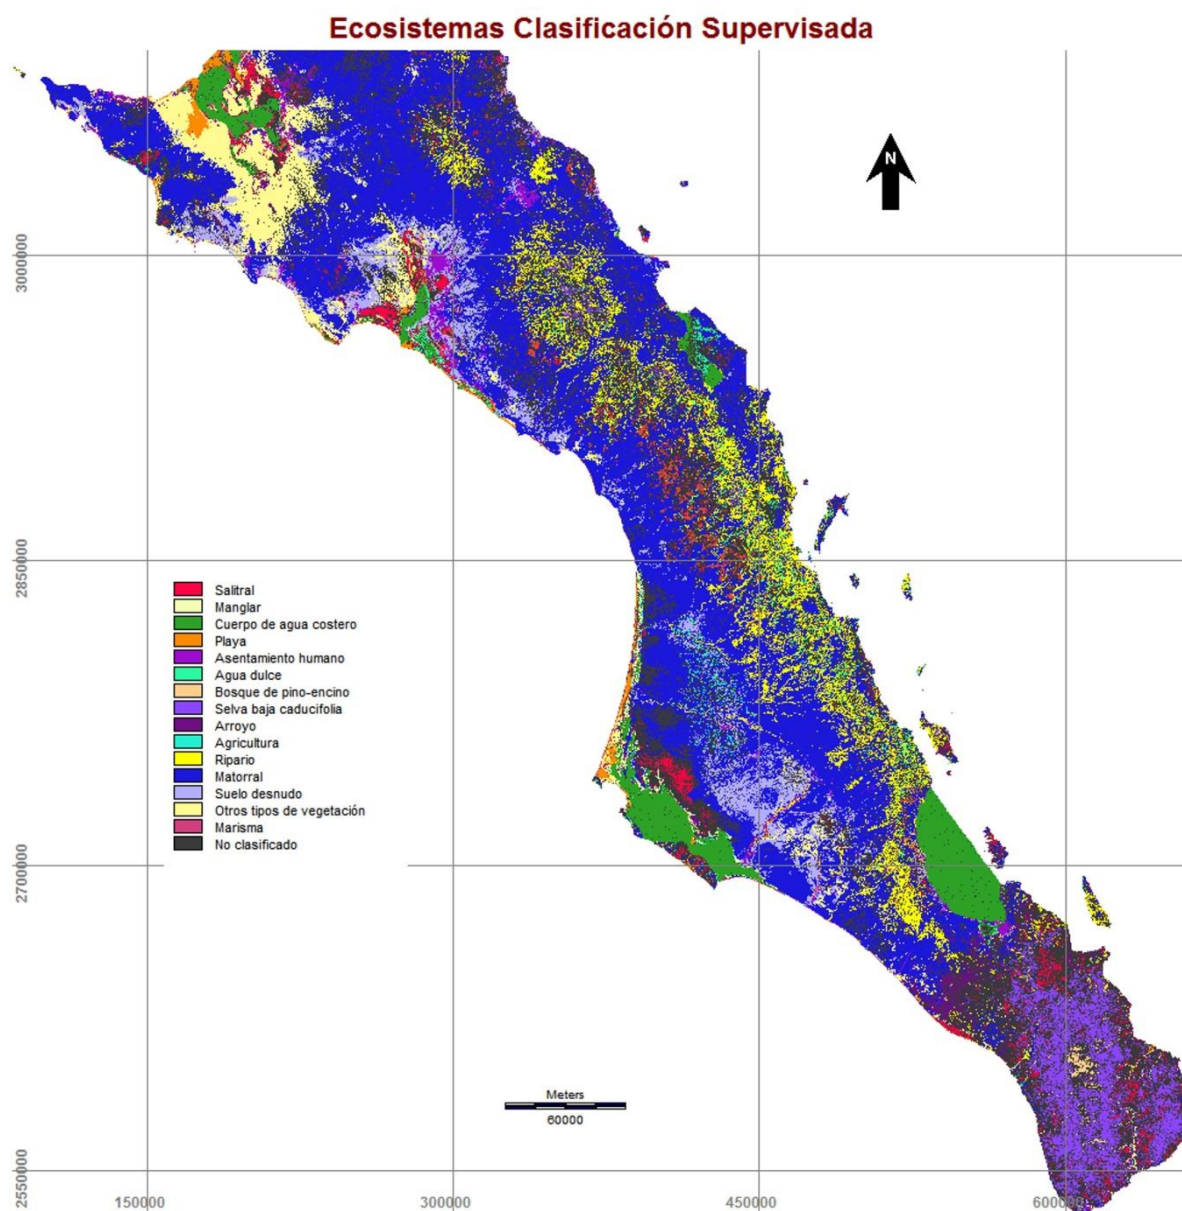 Ecosistemas Clasificación Supervisada
N
3000000
2850000
Salitral
Manglar
Cuerpo de agua costero
Playa
Asentamiento humano
Agua dulce
Bosque de pino-encino
Selva baja caducifolia
Arroyo
Agricultura
Ripario
Matorral
Suelo desnudo
Otros tipos de vegetación
Marisma
No clasificado
2700000
Meters
60000
2550000
150000
300000
450000
600000